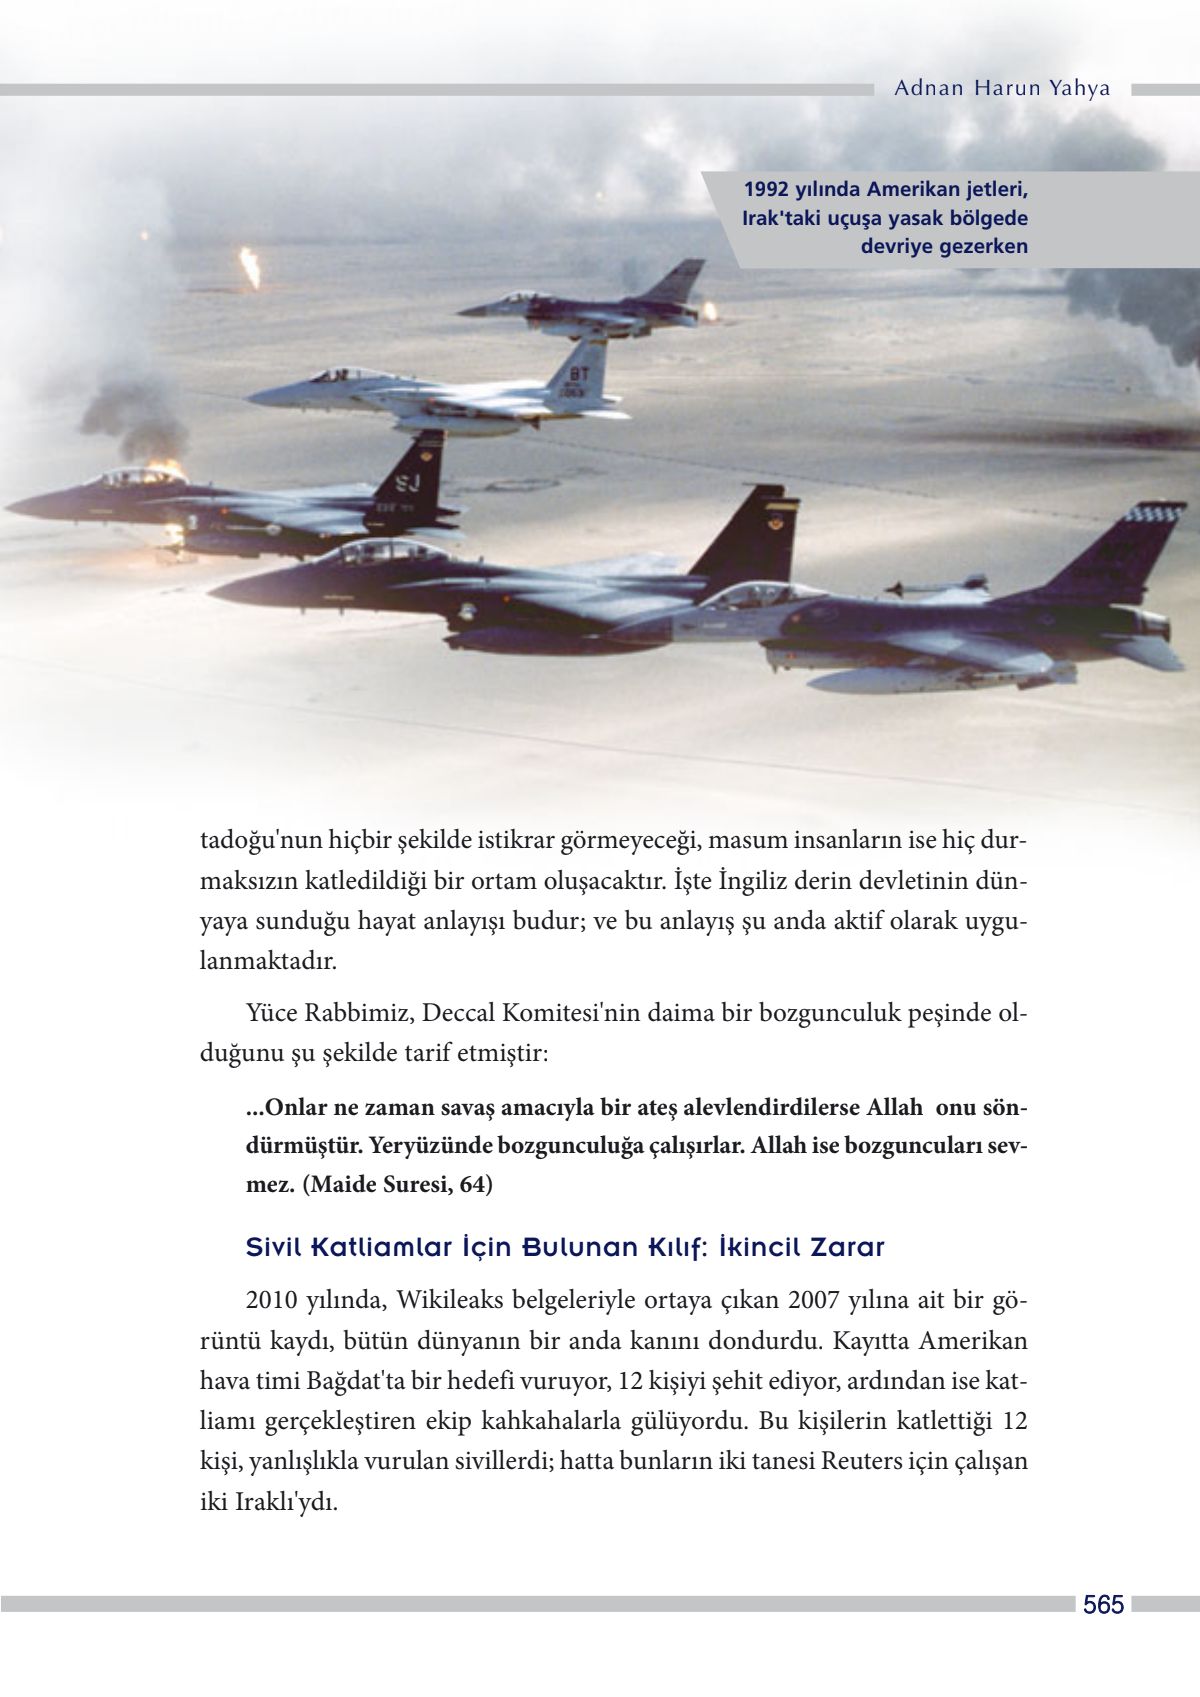 Adnan Harun Yahya
1992 yılında Amerikan jetleri,
Irak'taki uçuşa yasak bölgede
devriye gezerken
BT
EJ
tadoğu'nun hiçbir şekilde istikrar görmeyeceği, masum insanların ise hiç dur-
maksızın katledildiği bir ortam oluşacaktır. İşte İngiliz derin devletinin dün-
yaya sunduğu hayat anlayışı budur; ve bu anlayış şu anda aktif olarak uygu-
lanmaktadır.
Yüce Rabbimiz, Deccal Komitesi'nin daima bir bozgunculuk peşinde ol-
duğunu şu şekilde tarif etmiştir:
...Onlar ne zaman savaş amacıyla bir ateş alevlendirdilerse Allah  onu sön-
dürmüştür. Yeryüzünde bozgunculuğa çalışırlar. Allah ise bozguncuları sev-
mez. (Maide Suresi, 64)
Sivil Katliamlar İçin Bulunan Kılıf: İkincil Zarar
2010 yılında, Wikileaks belgeleriyle ortaya çıkan 2007 yılına ait bir gö-
rüntü kaydı, bütün dünyanın bir anda kanını dondurdu. Kayıtta Amerikan
hava timi Bağdat'ta bir hedefi vuruyor, 12 kişiyi şehit ediyor, ardından ise kat-
liamı gerçekleştiren ekip kahkahalarla gülüyordu. Bu kişilerin katlettiği 12
kişi, yanlışlıkla vurulan sivillerdi; hatta bunların iki tanesi Reuters için çalışan
iki Iraklı'ydı.
565